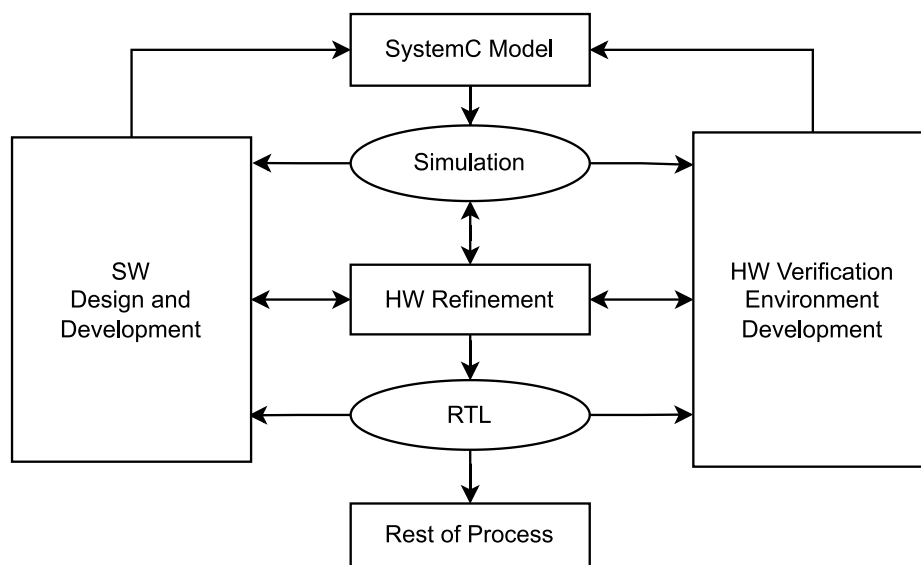 SystemC Model
Simulation
SW
Design and
Development
HW Refinement
HW Verification
Environment
Development
RTL
Rest of Process